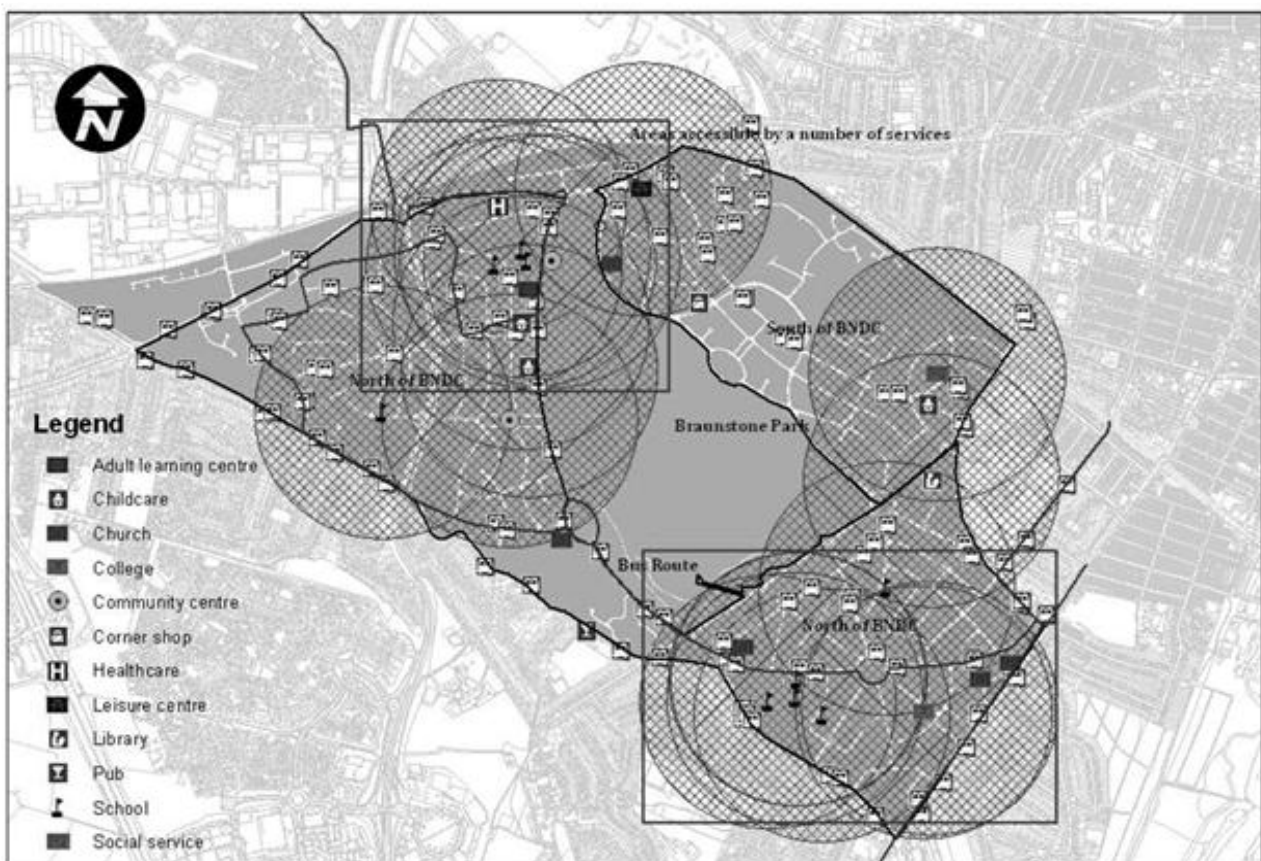 N
Areas accessible by a number of services
South of BNDC
North of BNDC
Braunstone Park
Bus Route
North of BNDC
Legend
Adult learning centre
Childcare
Church
College
Community centre
Corner shop
Healthcare
Leisure centre
Library
Pub
School
Social service